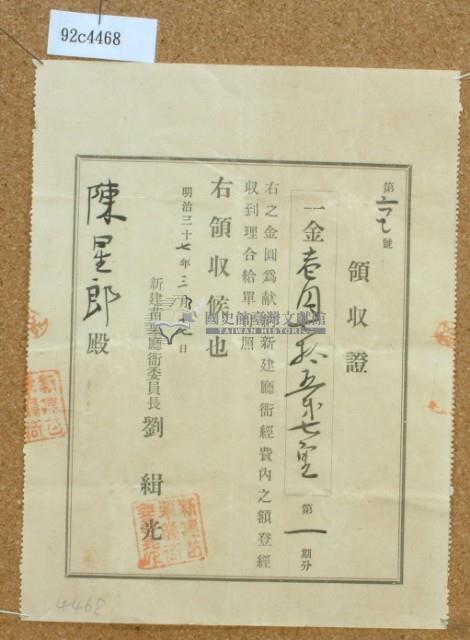 92c4468
第 號
領收證
一金壱円 拾五 七 第一期分
右之金圓爲献 新建廳衙經費內之額登經
收到理合給單 照
右領收候也
明治三十七年三月 日
新建苗栗廳衙委員長 劉緝光
陳星郎殿
國史館臺灣文獻館
TAIWAN HISTORICA
4468